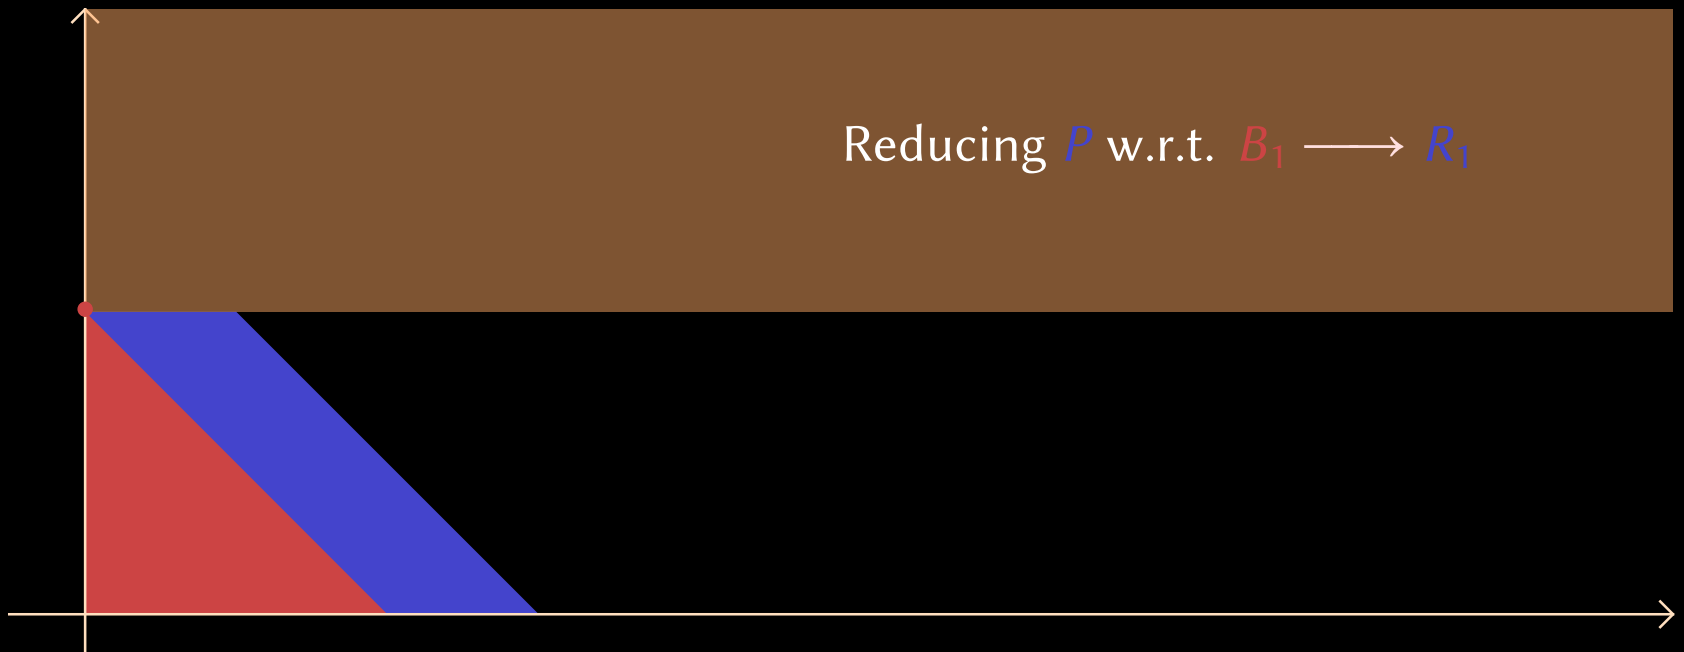 Reducing P w.r.t. B₁ ⟶ R₁